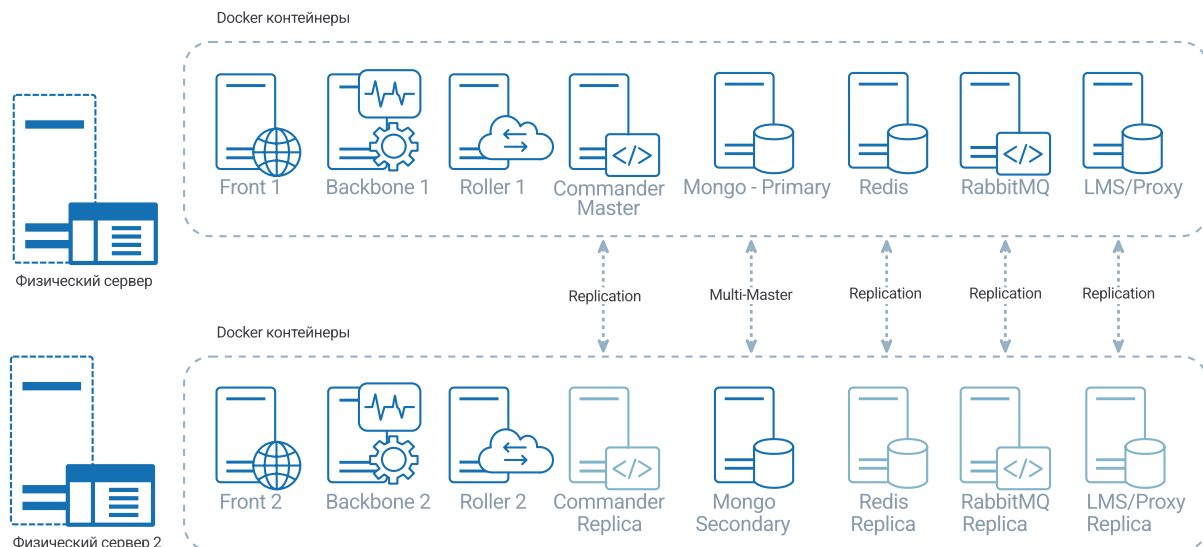 Docker контейнеры
Front 1
Backbone 1
Roller 1
Commander
Master
Mongo - Primary
Redis
RabbitMQ
LMS/Proxy
Физический сервер
Replication
Multi-Master
Replication
Replication
Replication
Docker контейнеры
Front 2
Backbone 2
Roller 2
Commander
Replica
Mongo
Secondary
Redis
Replica
RabbitMQ
Replica
LMS/Proxy
Replica
Физический сервер 2